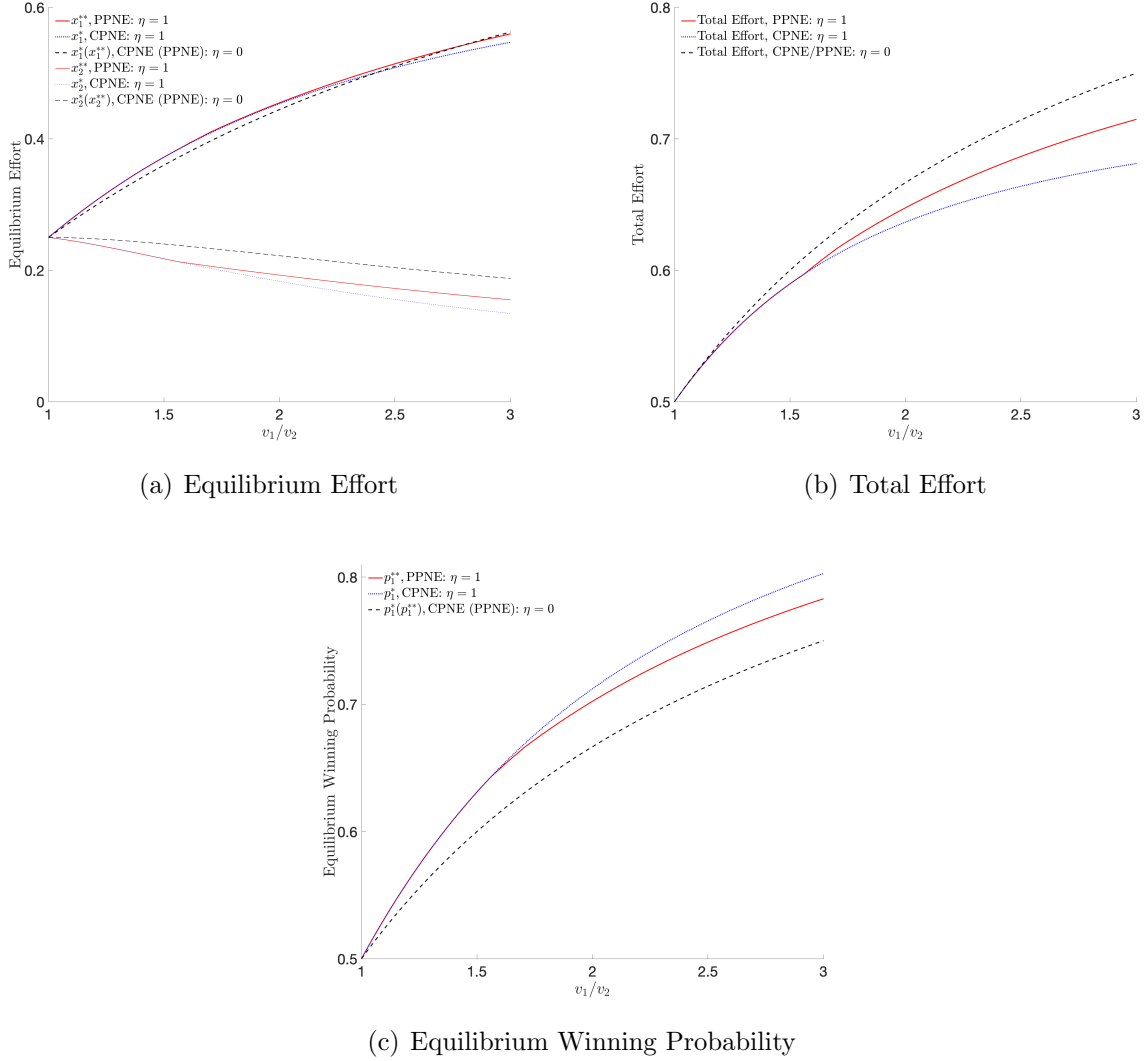 x₁**, PPNE: η = 1
x₁*, CPNE: η = 1
x₁*(x₁**), CPNE (PPNE): η = 0
x₂**, PPNE: η = 1
x₂*, CPNE: η = 1
x₂*(x₂**), CPNE (PPNE): η = 0
0.6
0.4
0.2
0
Equilibrium Effort
1
1.5
2
2.5
3
v₁/v₂
(a) Equilibrium Effort
Total Effort, PPNE: η = 1
Total Effort, CPNE: η = 1
Total Effort, CPNE/PPNE: η = 0
0.8
0.7
0.6
0.5
Total Effort
1
1.5
2
2.5
3
v₁/v₂
(b) Total Effort
p₁**, PPNE: η = 1
p₁*, CPNE: η = 1
p₁*(p₁**), CPNE (PPNE): η = 0
0.8
0.7
0.6
0.5
Equilibrium Winning Probability
1
1.5
2
2.5
3
v₁/v₂
(c) Equilibrium Winning Probability